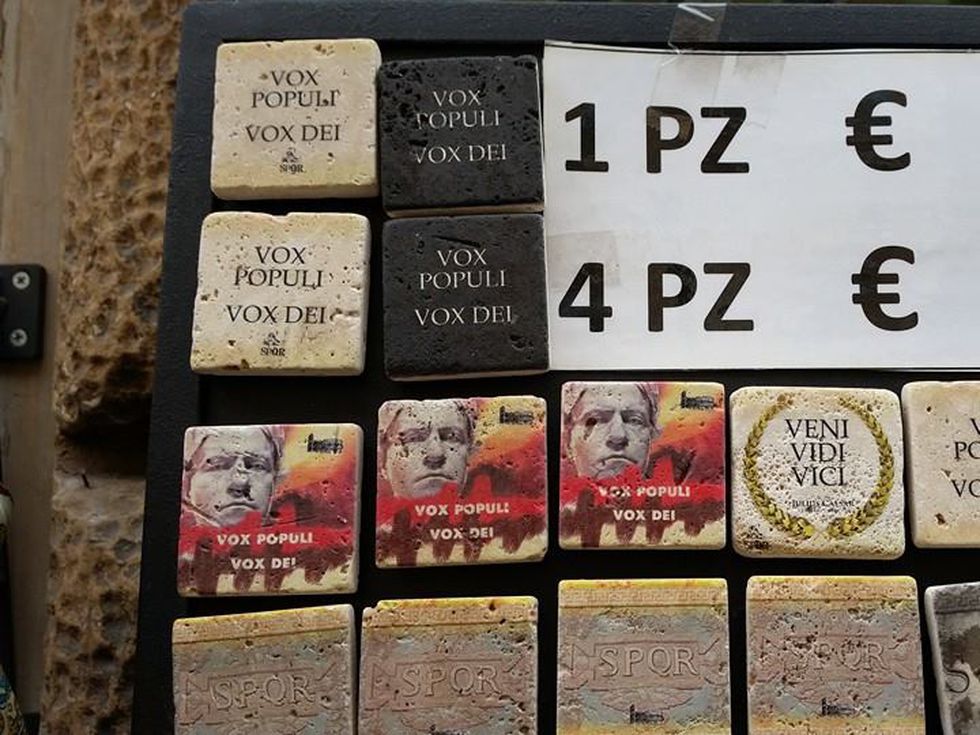 VOX
POPULI
VOX DEI
SPQR
VOX
POPULI
VOX DEI
1 PZ €
VOX
POPULI
VOX DEI
SPQR
VOX
POPULI
VOX DEI
4 PZ €
VOX POPULI
VOX DEI
VOX POPULI
VOX DEI
VOX POPULI
VOX DEI
VENI
VIDI
VICI
JULIUS CAESAR
SPQR
SPQR
SPQR
SPQR